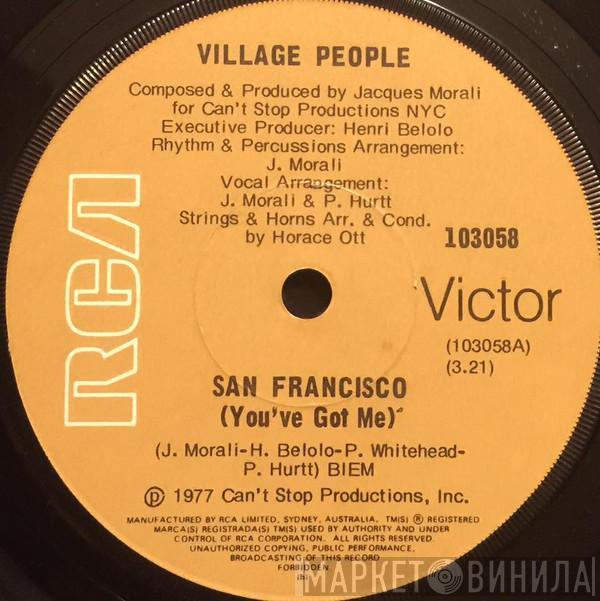 VILLAGE PEOPLE
Composed & Produced by Jacques Morali
for Can't Stop Productions NYC
Executive Producer: Henri Belolo
Rhythm & Percussions Arrangement:
J. Morali
Vocal Arrangement:
J. Morali & P. Hurtt
Strings & Horns Arr. & Cond.
by Horace Ott
103058
RCA
Victor
(103058A)
(3.21)
SAN FRANCISCO
(You've Got Me)
(J. Morali-H. Belolo-P. Whitehead-
P. Hurtt) BIEM
Ⓟ 1977 Can't Stop Productions, Inc.
MANUFACTURED BY RCA LIMITED, SYDNEY, AUSTRALIA. TM(S) ® REGISTERED
MARCA(S) REGISTRADA(S) TM(S) USED BY AUTHORITY AND UNDER
CONTROL OF RCA CORPORATION. ALL RIGHTS RESERVED.
UNAUTHORIZED COPYING, PUBLIC PERFORMANCE,
BROADCASTING OF THIS RECORD
FORBIDDEN
(b)
МАРКЕТ ВИНИЛА